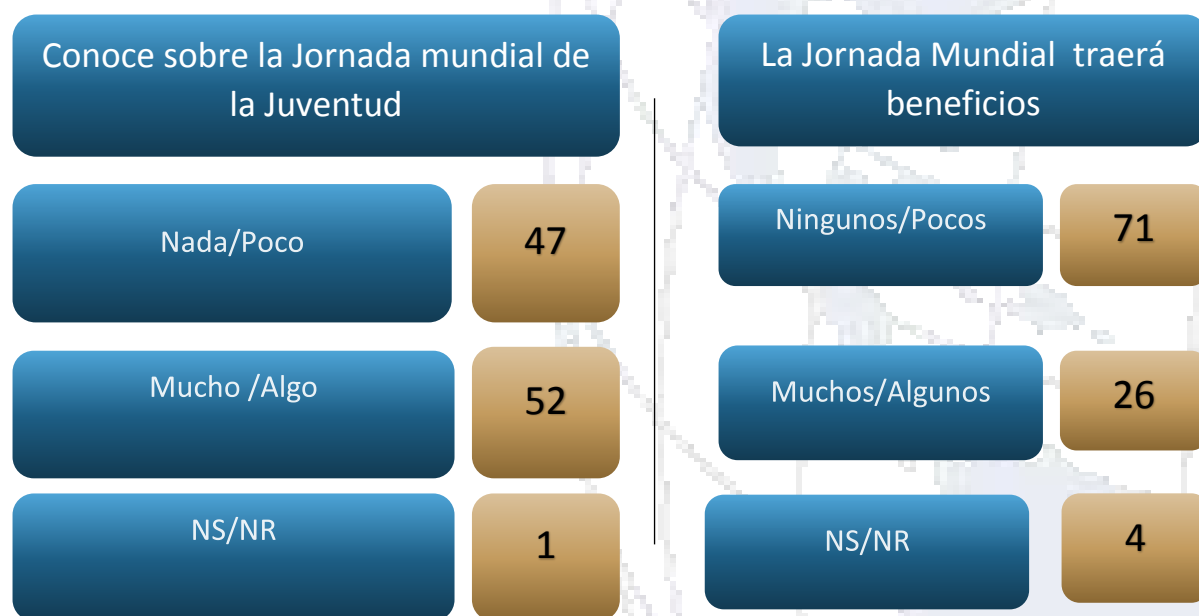 Conoce sobre la Jornada mundial de
la Juventud
Nada/Poco
47
Mucho /Algo
52
NS/NR
1
La Jornada Mundial  traerá
beneficios
Ningunos/Pocos
71
Muchos/Algunos
26
NS/NR
4